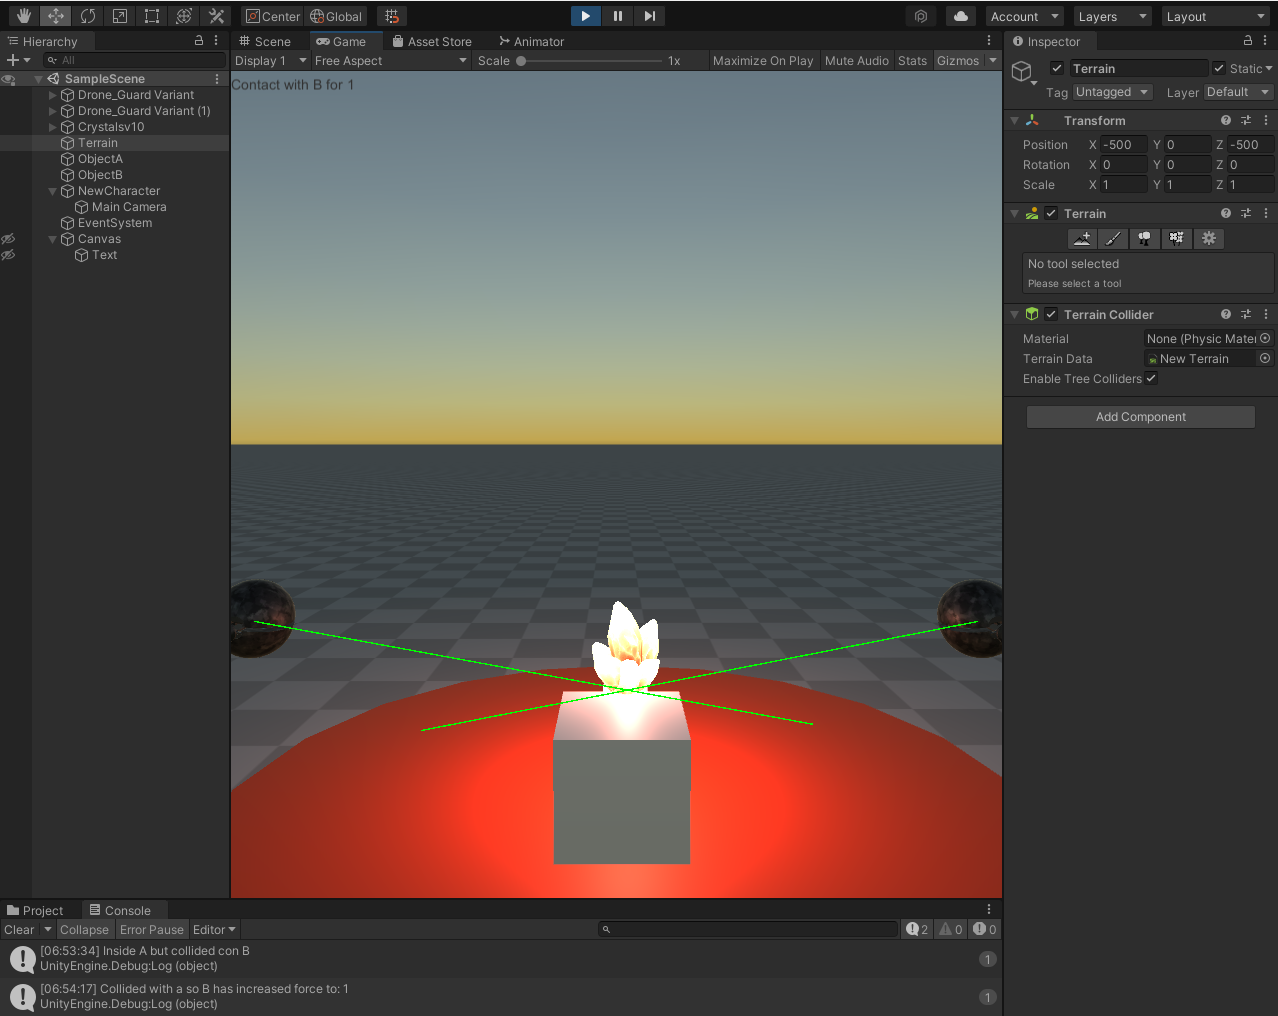 Center Global Account Layers Layout
Hierarchy Scene Game Asset Store Animator Inspector
All Display 1 Free Aspect Scale 1x Maximize On Play Mute Audio Stats Gizmos
SampleScene
Drone_Guard Variant
Drone_Guard Variant (1)
Crystalsv10
Terrain
ObjectA
ObjectB
NewCharacter
Main Camera
EventSystem
Canvas
Text
Contact with B for 1
Terrain Static
Tag Untagged Layer Default
Transform
Position X -500 Y 0 Z -500
Rotation X 0 Y 0 Z 0
Scale X 1 Y 1 Z 1
Terrain
No tool selected
Please select a tool
Terrain Collider
Material None (Physic Mater
Terrain Data New Terrain
Enable Tree Colliders
Add Component
Project Console
Clear Collapse Error Pause Editor 2 0 0
[06:53:34] Inside A but collided con B
UnityEngine.Debug:Log (object) 1
[06:54:17] Collided with a so B has increased force to: 1
UnityEngine.Debug:Log (object) 1